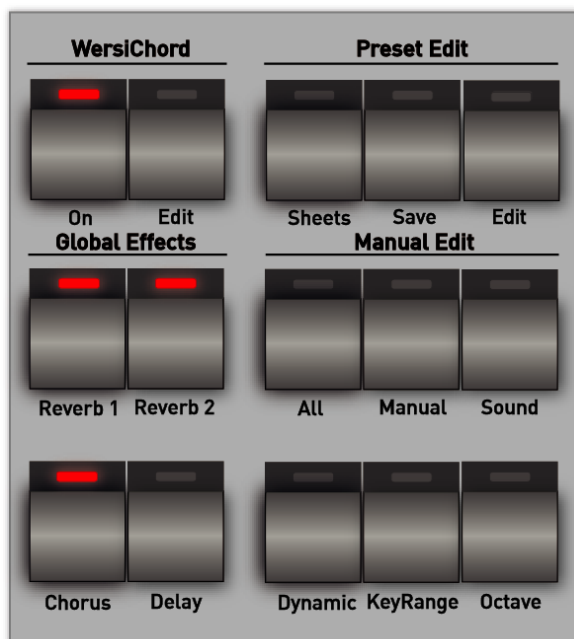 WersiChord Preset Edit
On Edit Sheets Save Edit
Global Effects Manual Edit
Reverb 1 Reverb 2 All Manual Sound
Chorus Delay Dynamic KeyRange Octave